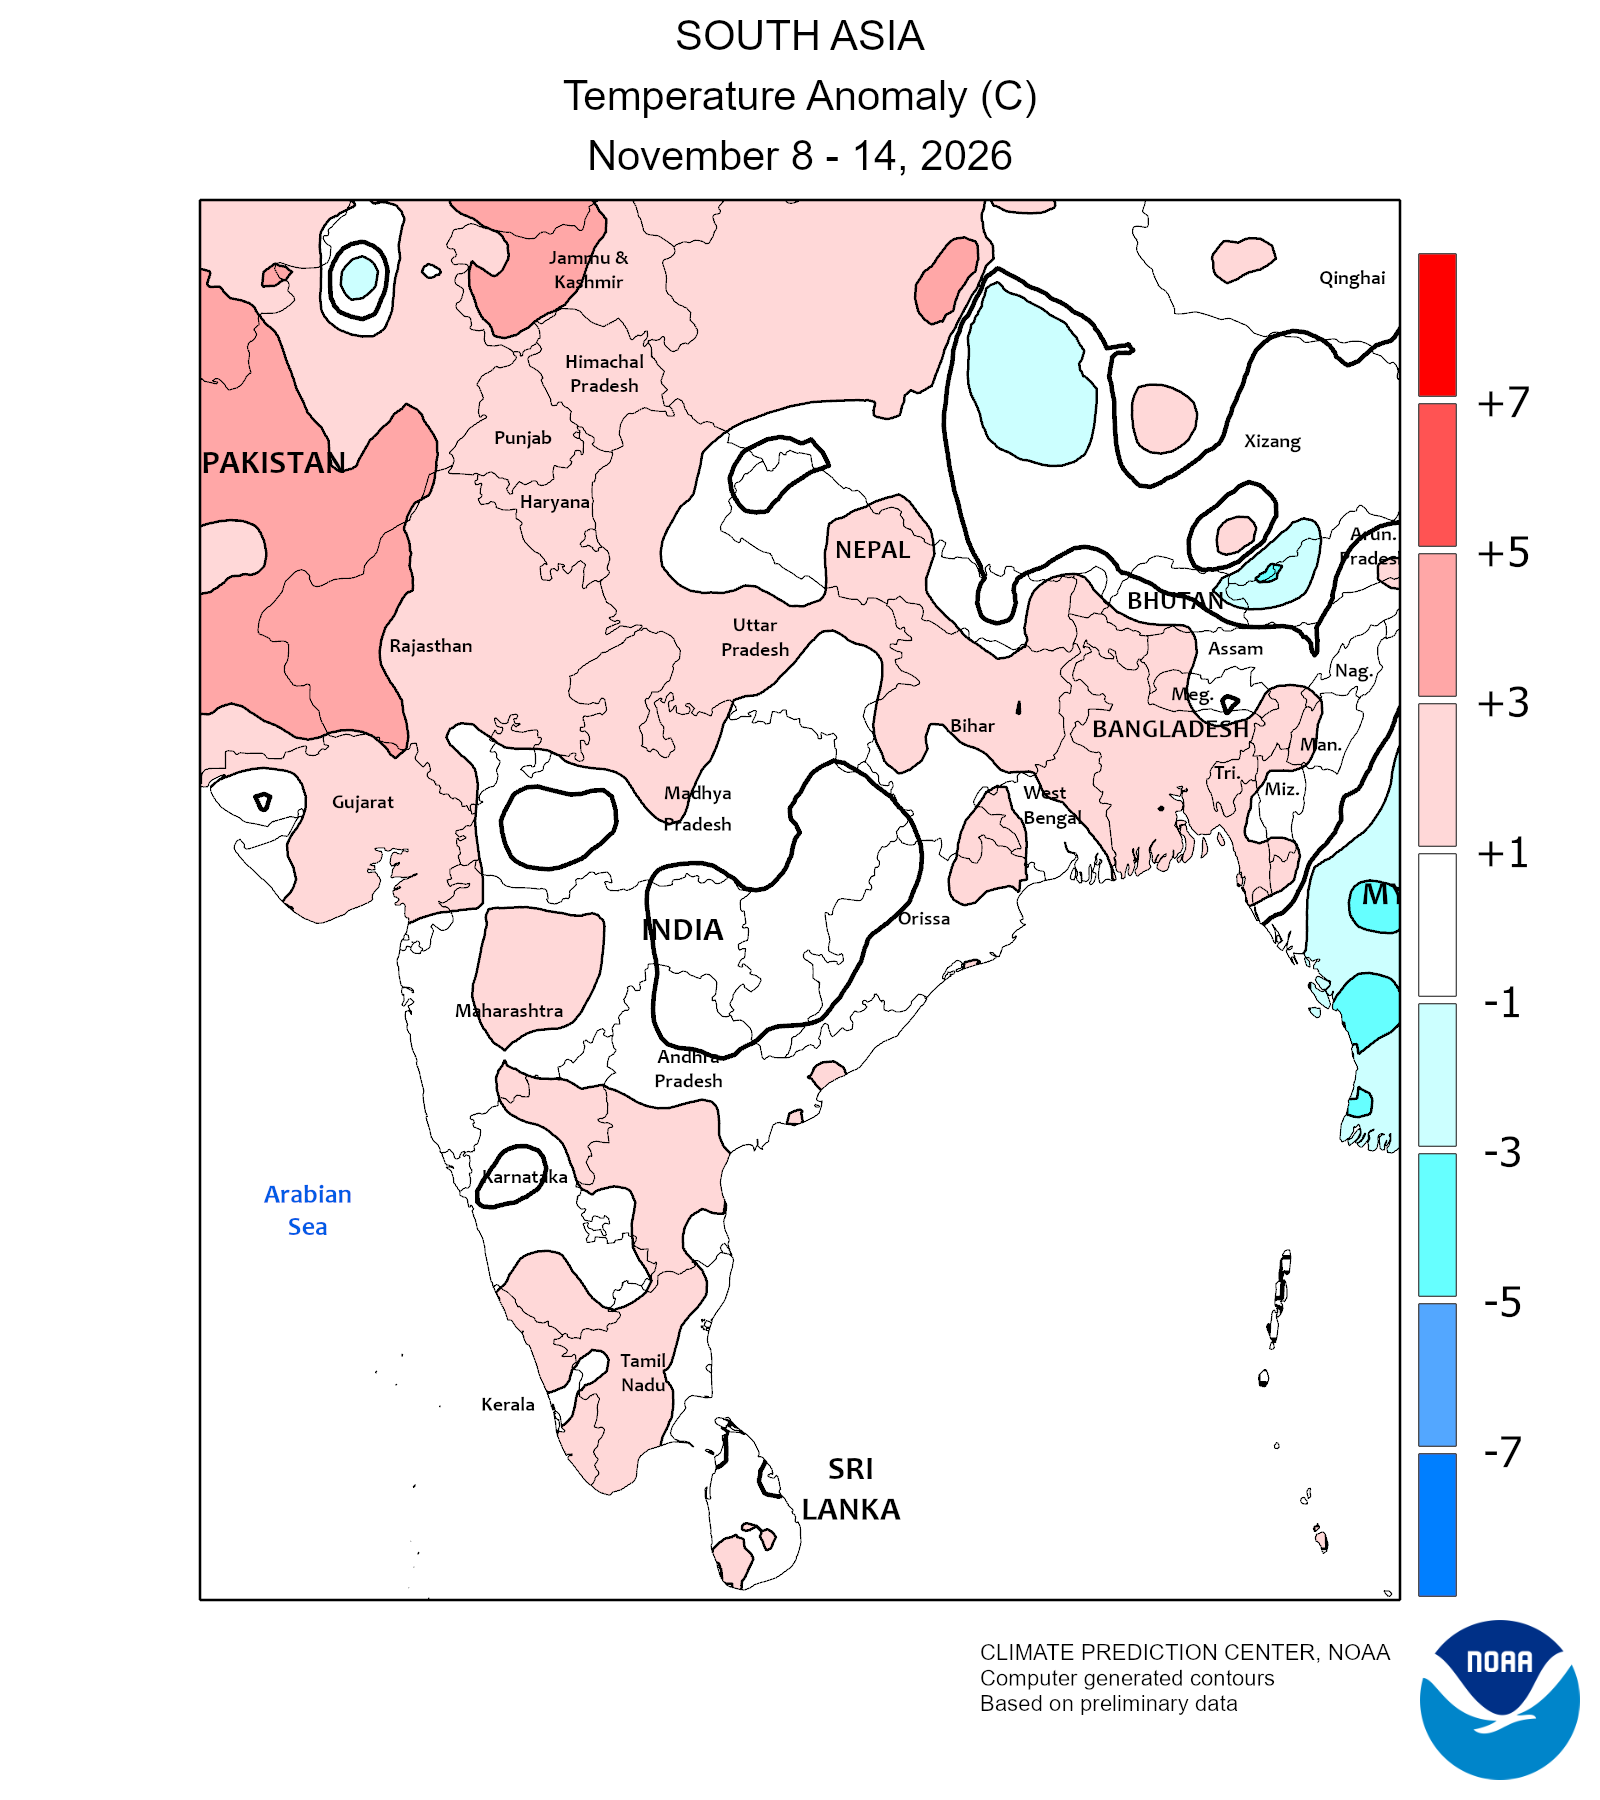 SOUTH ASIA
Temperature Anomaly (C)
November 8 - 14, 2026
Jammu &
Kashmir
Qinghai
Himachal
Pradesh
+7
Punjab
Xizang
PAKISTAN
Haryana
Arun.
Pradesh
NEPAL
+5
BHUTAN
Uttar
Pradesh
Rajasthan
Assam
Nag.
Meg.
+3
Bihar
BANGLADESH
Man.
Tri.
Gujarat
Madhya
Pradesh
West
Bengal
Miz.
+1
MY
INDIA
Orissa
Maharashtra
-1
Andhra
Pradesh
-3
Karnataka
Arabian
Sea
-5
Tamil
Nadu
Kerala
-7
SRI
LANKA
CLIMATE PREDICTION CENTER, NOAA
Computer generated contours
Based on preliminary data
NOAA